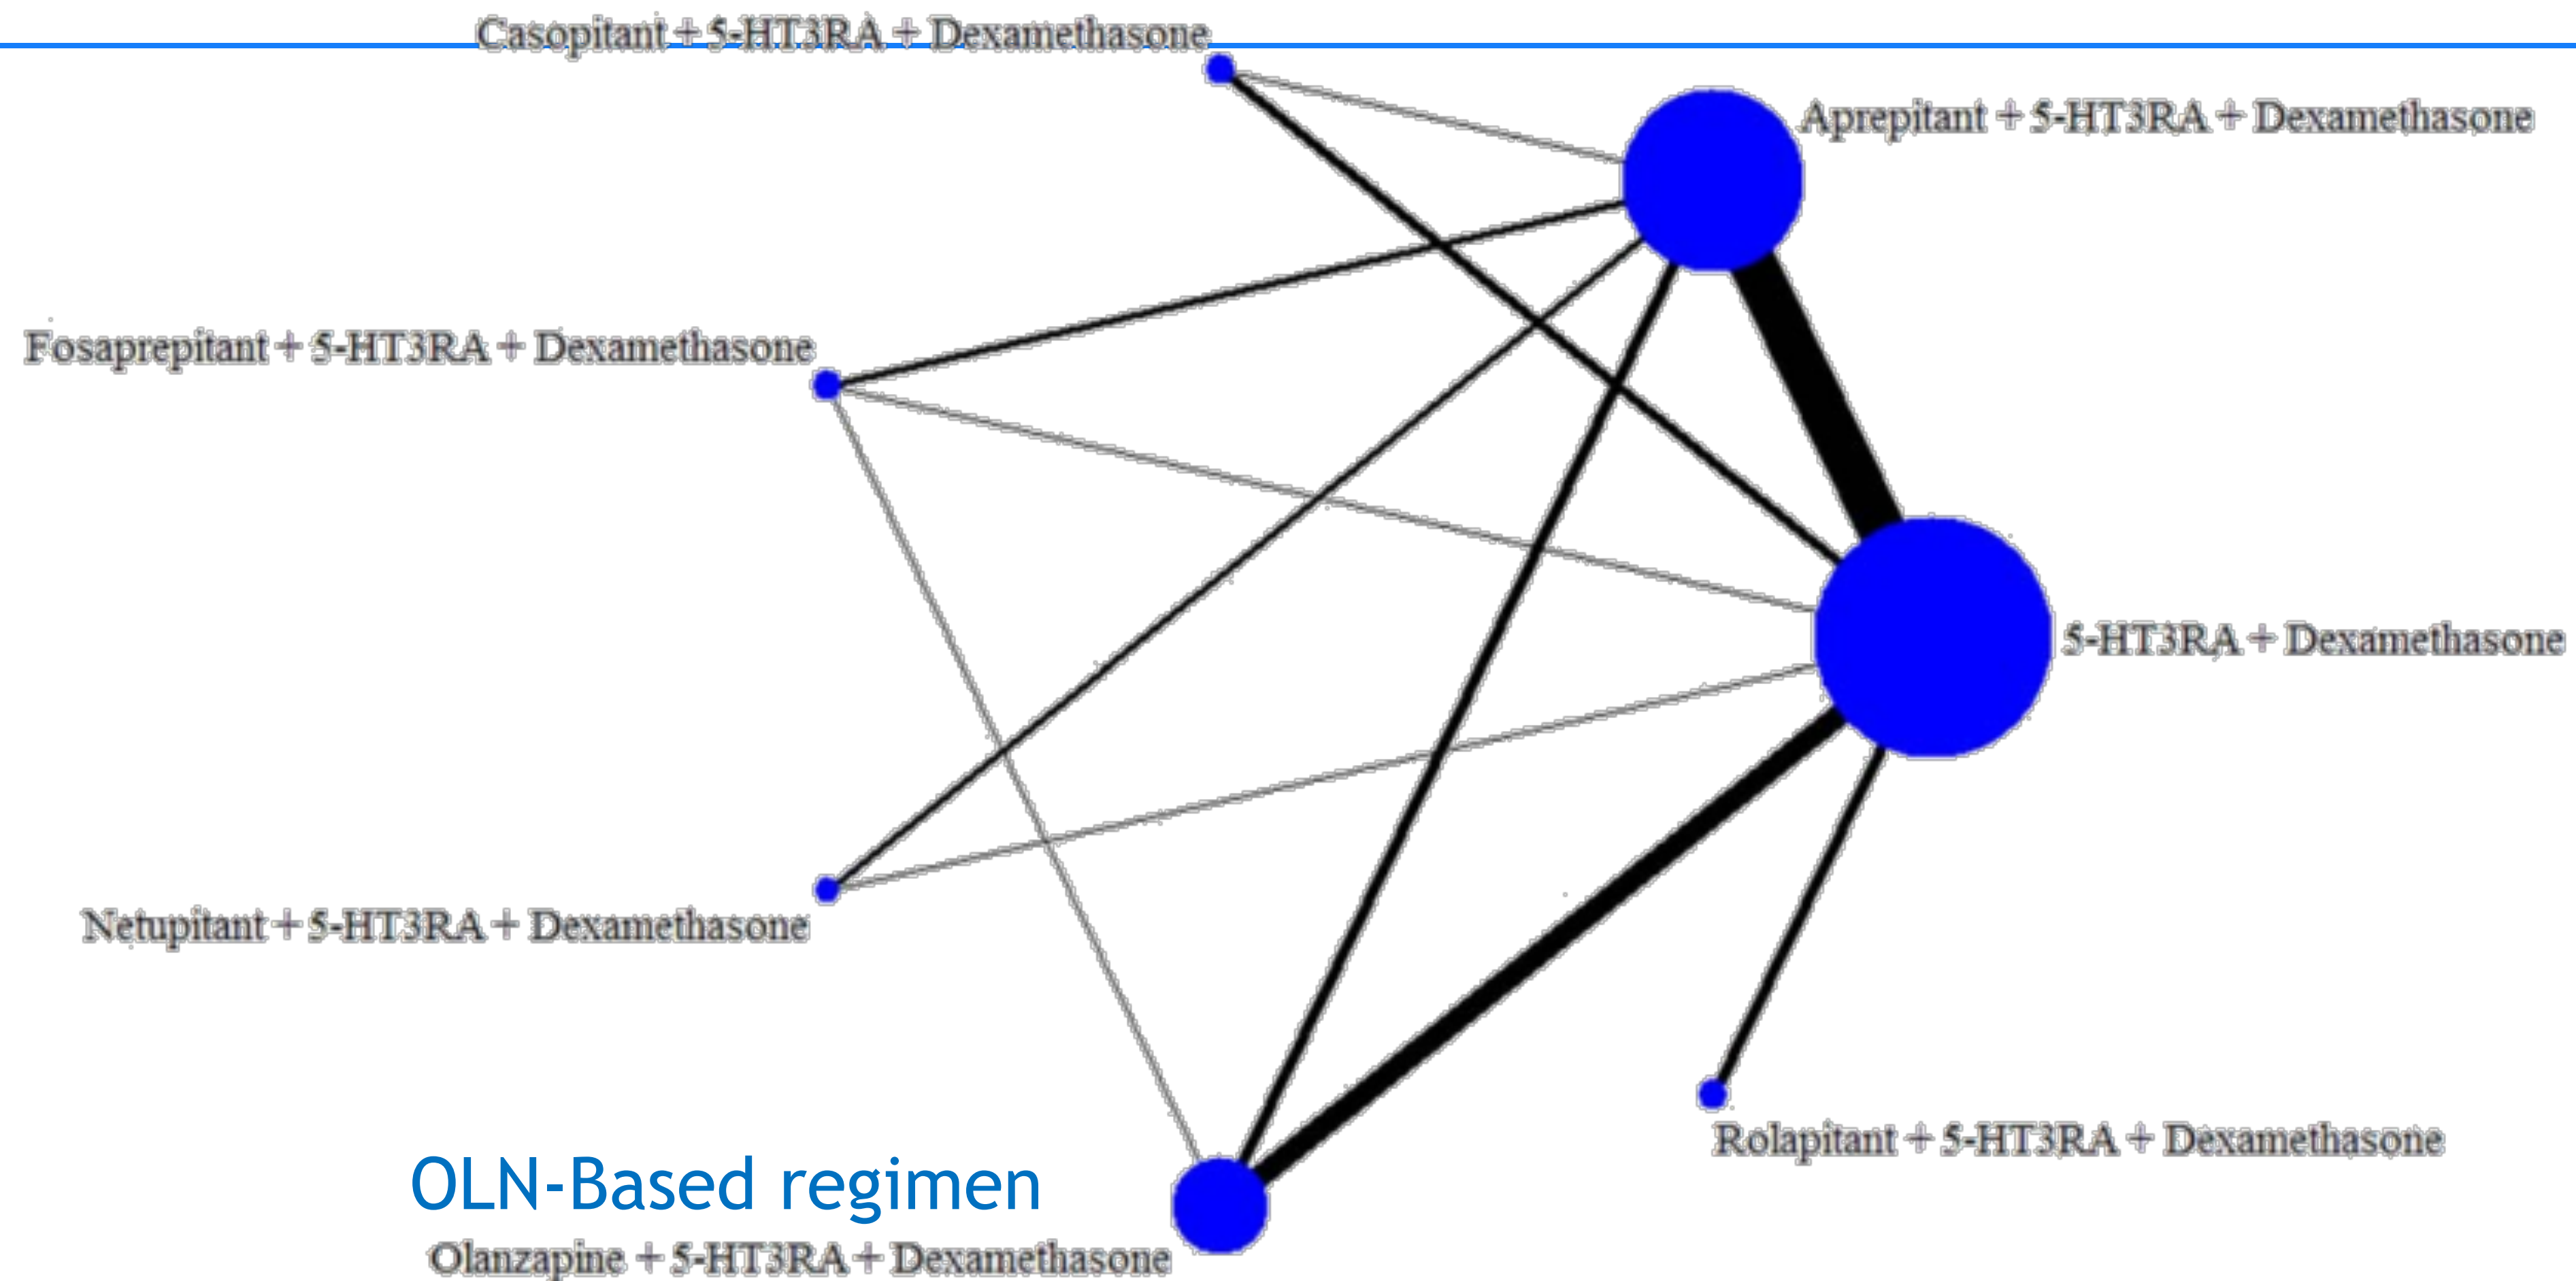 Casopitant + 5-HT3RA + Dexamethasone
Aprepitant + 5-HT3RA + Dexamethasone
Fosaprepitant + 5-HT3RA + Dexamethasone
5-HT3RA + Dexamethasone
Netupitant + 5-HT3RA + Dexamethasone
Rolapitant + 5-HT3RA + Dexamethasone
OLN-Based regimen
Olanzapine + 5-HT3RA + Dexamethasone